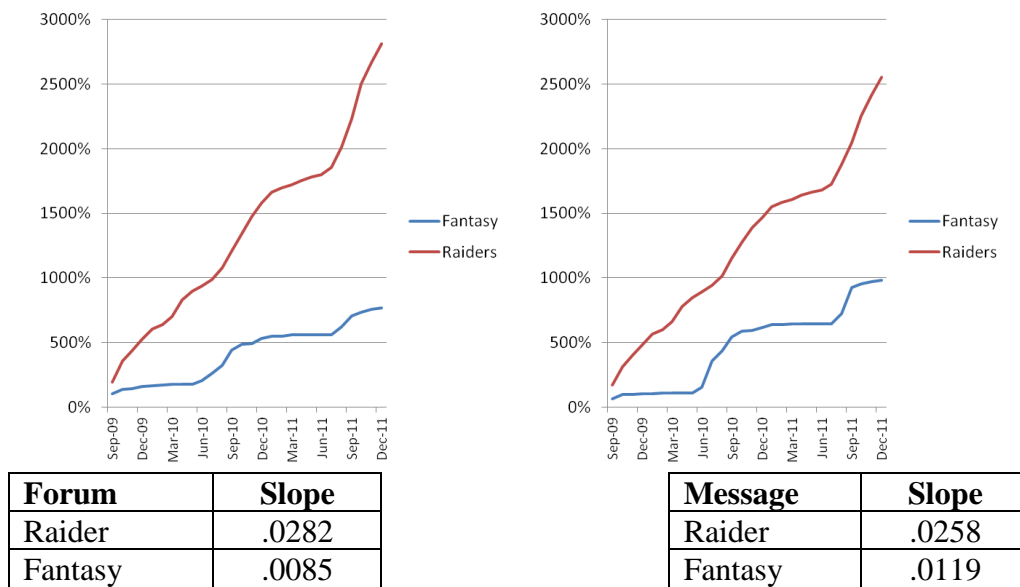 3000%
2500%
2000%
1500%
1000%
500%
0%
Sep-09
Dec-09
Mar-10
Jun-10
Sep-10
Dec-10
Mar-11
Jun-11
Sep-11
Dec-11
Fantasy
Raiders
3000%
2500%
2000%
1500%
1000%
500%
0%
Sep-09
Dec-09
Mar-10
Jun-10
Sep-10
Dec-10
Mar-11
Jun-11
Sep-11
Dec-11
Fantasy
Raiders
Forum Slope
Raider .0282
Fantasy .0085
Message Slope
Raider .0258
Fantasy .0119